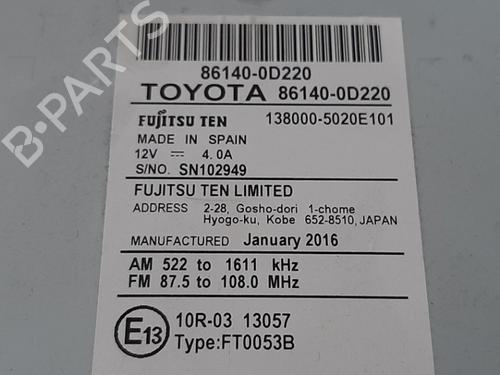 86140-0D220
TOYOTA 86140-0D220
FUJITSU TEN 138000-5020E101
MADE IN SPAIN
12V ⎓ 4.0A
S/NO. SN102949
FUJITSU TEN LIMITED
ADDRESS 2-28, Gosho-dori 1-chome
Hyogo-ku, Kobe 652-8510, JAPAN
MANUFACTURED January 2016
AM 522 to 1611 kHz
FM 87.5 to 108.0 MHz
E13 10R-03 13057
Type:FT0053B